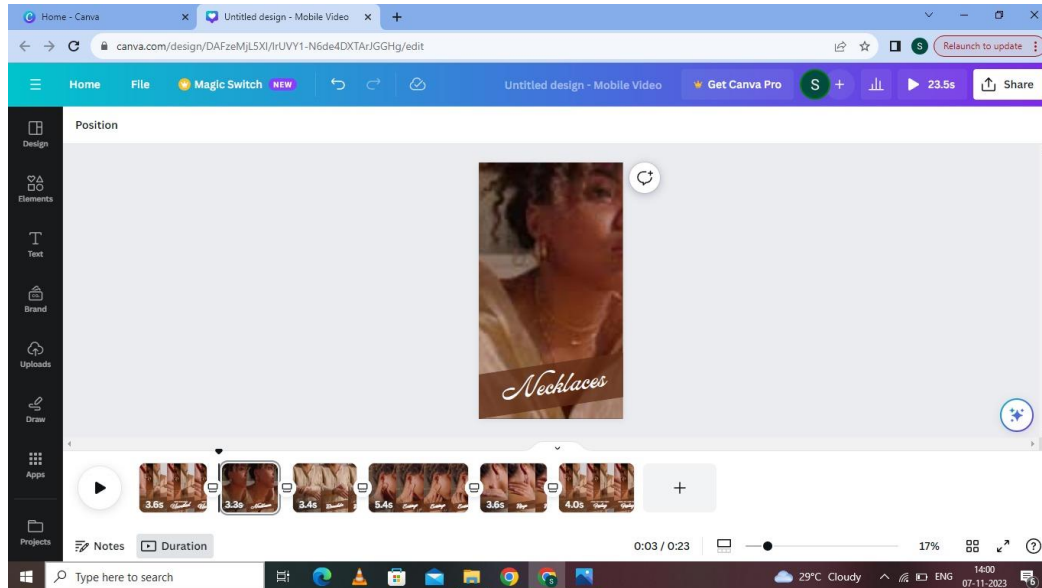 Home - Canva
Untitled design - Mobile Video
canva.com/design/DAFzeMjL5XI/IrUVY1-N6de4DXTArJGGHg/edit
S
Relaunch to update
Home
File
Magic Switch
NEW
Untitled design - Mobile Video
Get Canva Pro
S
23.5s
Share
Position
Design
Elements
Text
Brand
Uploads
Draw
Apps
Projects
Necklaces
3.6s
3.3s
3.4s
5.4s
3.6s
4.0s
Notes
Duration
0:03 / 0:23
17%
Type here to search
29°C Cloudy
ENG
14:00
07-11-2023
6